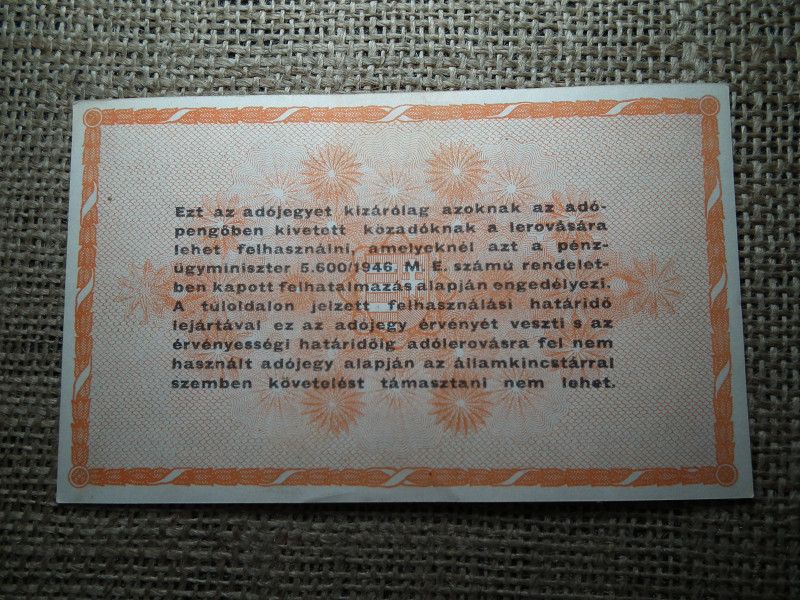 Ezt az adójegyet kizárólag azoknak az adó-
pengőben kivetett közadóknak a lerovására
lehet felhasználni, amelyeknél azt a pénz-
ügyminiszter 5.600/1946. M. E. számú rendelet-
ben kapott felhatalmazás alapján engedélyezi.
A túloldalon jelzett felhasználási határidő
lejártával ez az adójegy érvényét veszti s az
érvényességi határidőig adólerovásra fel nem
használt adójegy alapján az államkincstárral
szemben követelést támasztani nem lehet.